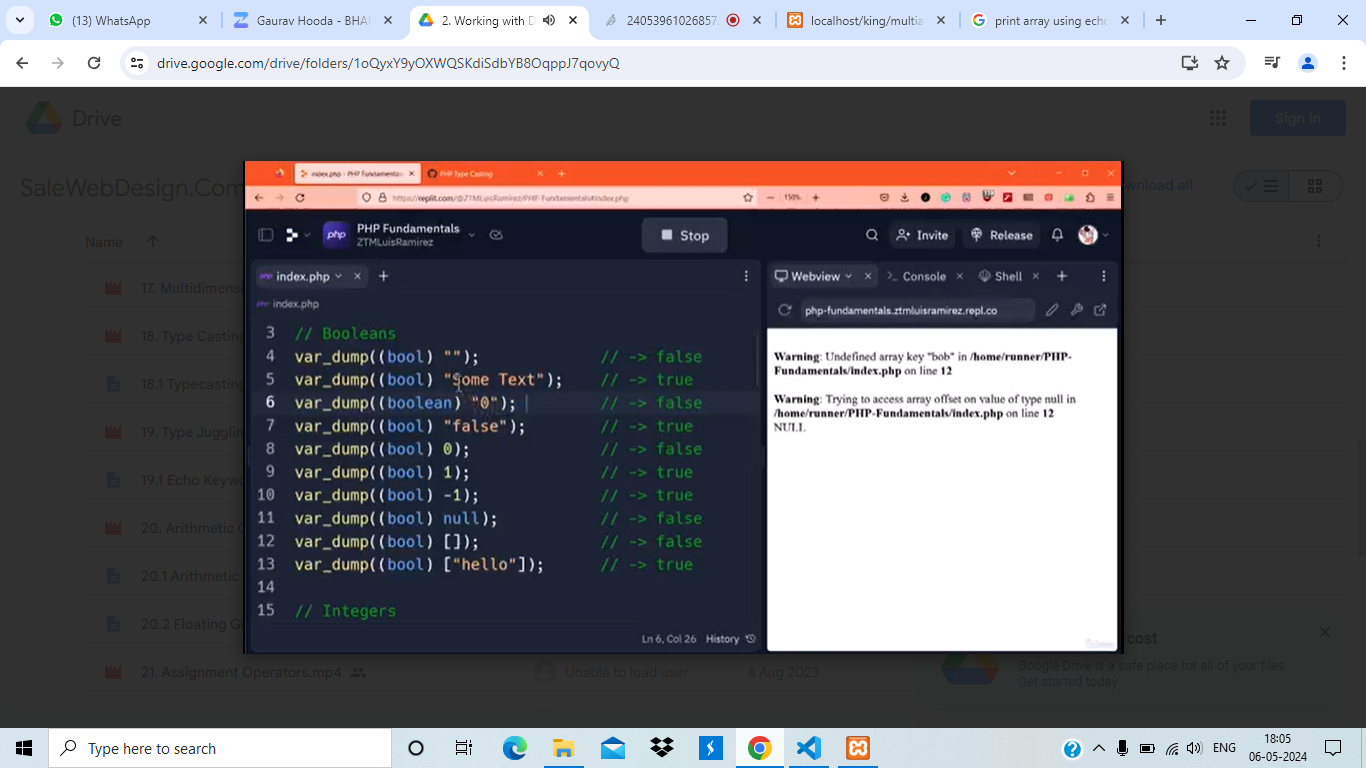 (13) WhatsApp
Gaurav Hooda - BHA
2. Working with D
24053961026857
localhost/king/multia
print array using echo
drive.google.com/drive/folders/1oQyxY9yOXWQSKdiSdbYB8OqppJ7qovyQ
Drive
Sign in
SaleWebDesign.Com
wnload all
Name
17. Multidimensi
18. Type Casting
18.1 Typecasting
19. Type Juggli
19.1 Echo Keywo
20. Arithmetic
20.1 Arithmetic
20.2 Floating
21. Assignment Operators.mp4
Unable to load user
8 Aug 2023
index.php - PHP Fundamentals
PHP Type Casting
https://replit.com/@ZTMLuisRamirez/PHP-Fundamentals#index.php
150%
php
PHP Fundamentals
ZTMLuisRamirez
Stop
Invite
Release
index.php
Webview
Console
Shell
index.php
php-fundamentals.ztmluisramirez.repl.co
3 // Booleans
4 var_dump((bool) ""); // -> false
5 var_dump((bool) "Some Text"); // -> true
6 var_dump((boolean) "0"); // -> false
7 var_dump((bool) "false"); // -> true
8 var_dump((bool) 0); // -> false
9 var_dump((bool) 1); // -> true
10 var_dump((bool) -1); // -> true
11 var_dump((bool) null); // -> false
12 var_dump((bool) []); // -> false
13 var_dump((bool) ["hello"]); // -> true
14
15 // Integers
Ln 6, Col 26 History
Warning: Undefined array key "bob" in /home/runner/PHP-
Fundamentals/index.php on line 12
Warning: Trying to access array offset on value of type null in
/home/runner/PHP-Fundamentals/index.php on line 12
NULL
cost
Google Drive is a safe place for all of your files
Get started today
Type here to search
ENG
18:05
06-05-2024